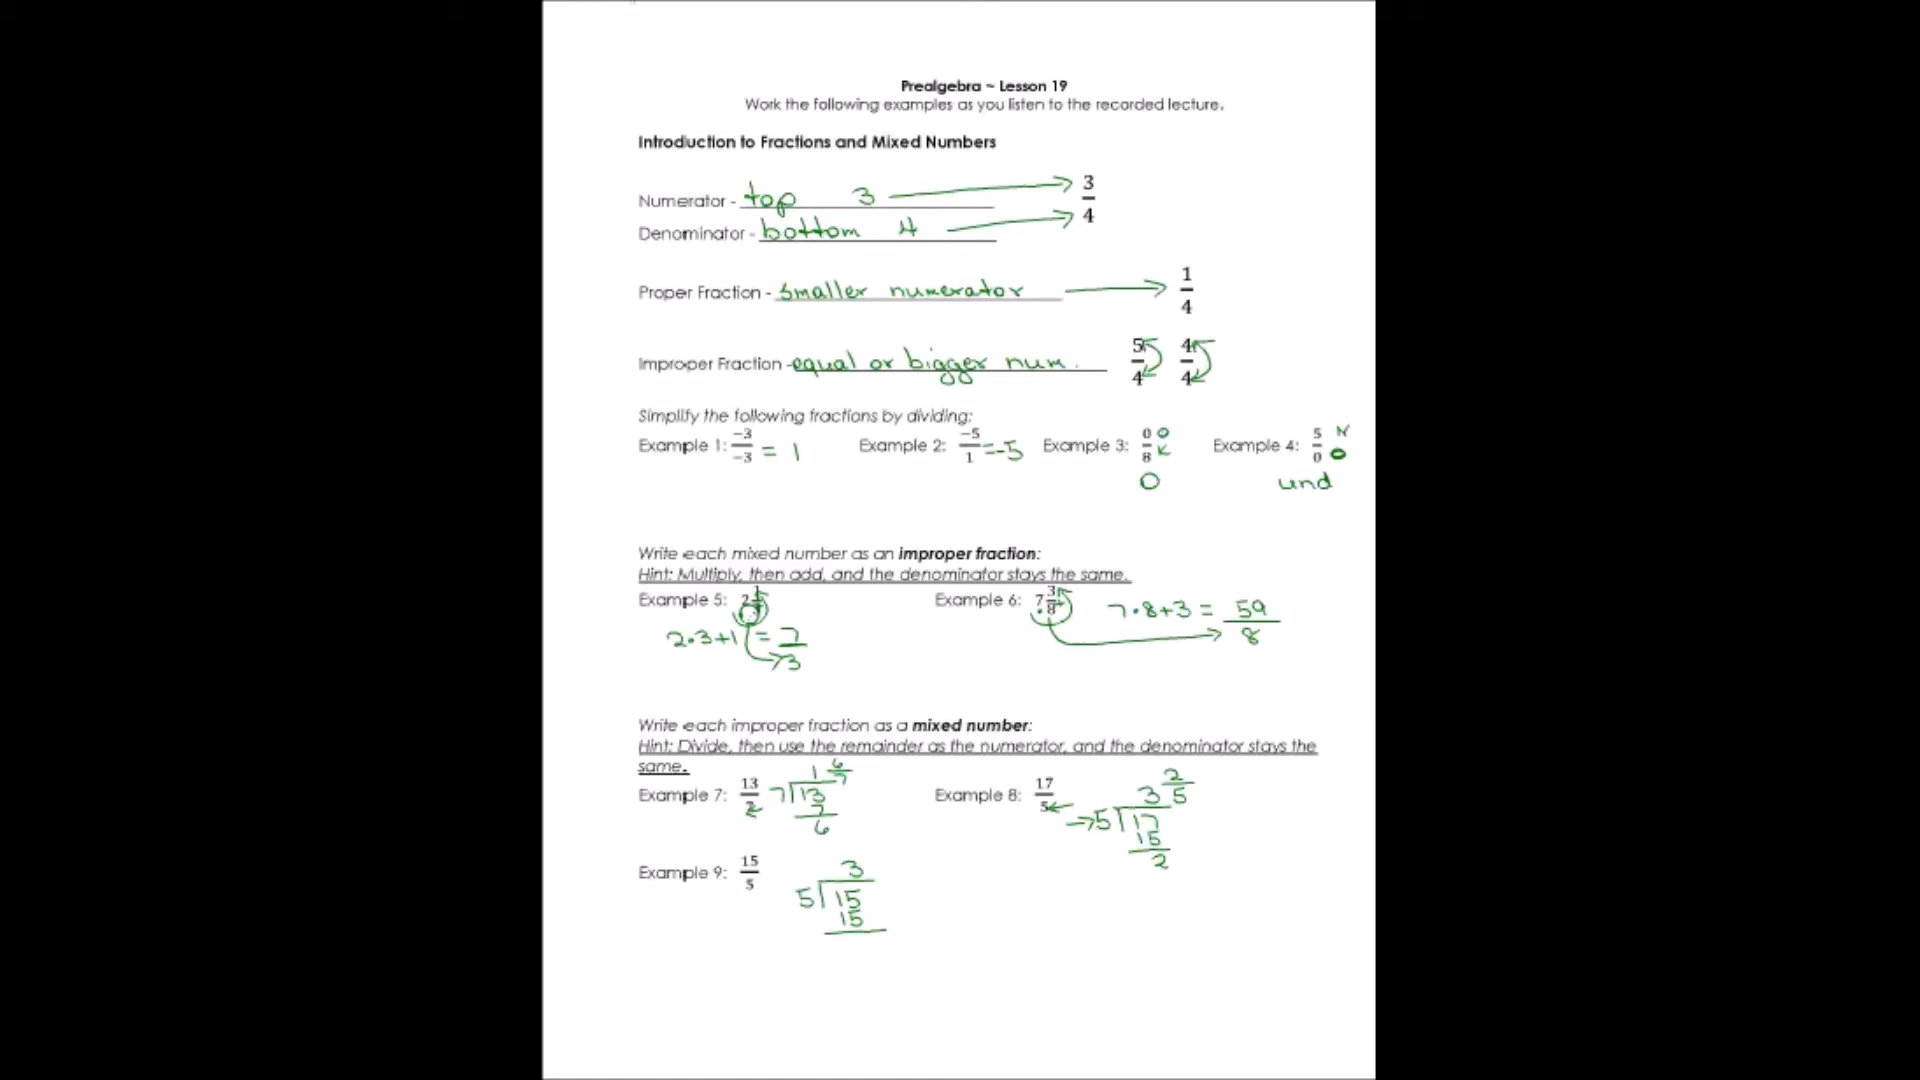 Prealgebra ~ Lesson 19
Work the following examples as you listen to the recorded lecture.
Introduction to Fractions and Mixed Numbers
Numerator - top 3 → 3/4
Denominator - bottom 4 →
Proper Fraction - smaller numerator → 1/4
Improper Fraction - equal or bigger num. 5/4 4/4
Simplify the following fractions by dividing:
Example 1: -3/-3 = 1 Example 2: -5/1 = -5 Example 3: 0/8 O/K Example 4: 5/0 N/O
0 und
Write each mixed number as an improper fraction:
Hint: Multiply, then add, and the denominator stays the same.
Example 5: 2 Example 6: 7 3/8 7·8+3 = 59/8
2·3+1 = 7/3
Write each improper fraction as a mixed number:
Hint: Divide, then use the remainder as the numerator, and the denominator stays the
same.
1 6/7
Example 7: 13/ 7 13
7
6
Example 8: 17/5
3 2/5
5 17
15
2
Example 9: 15/5
3
5 15
15